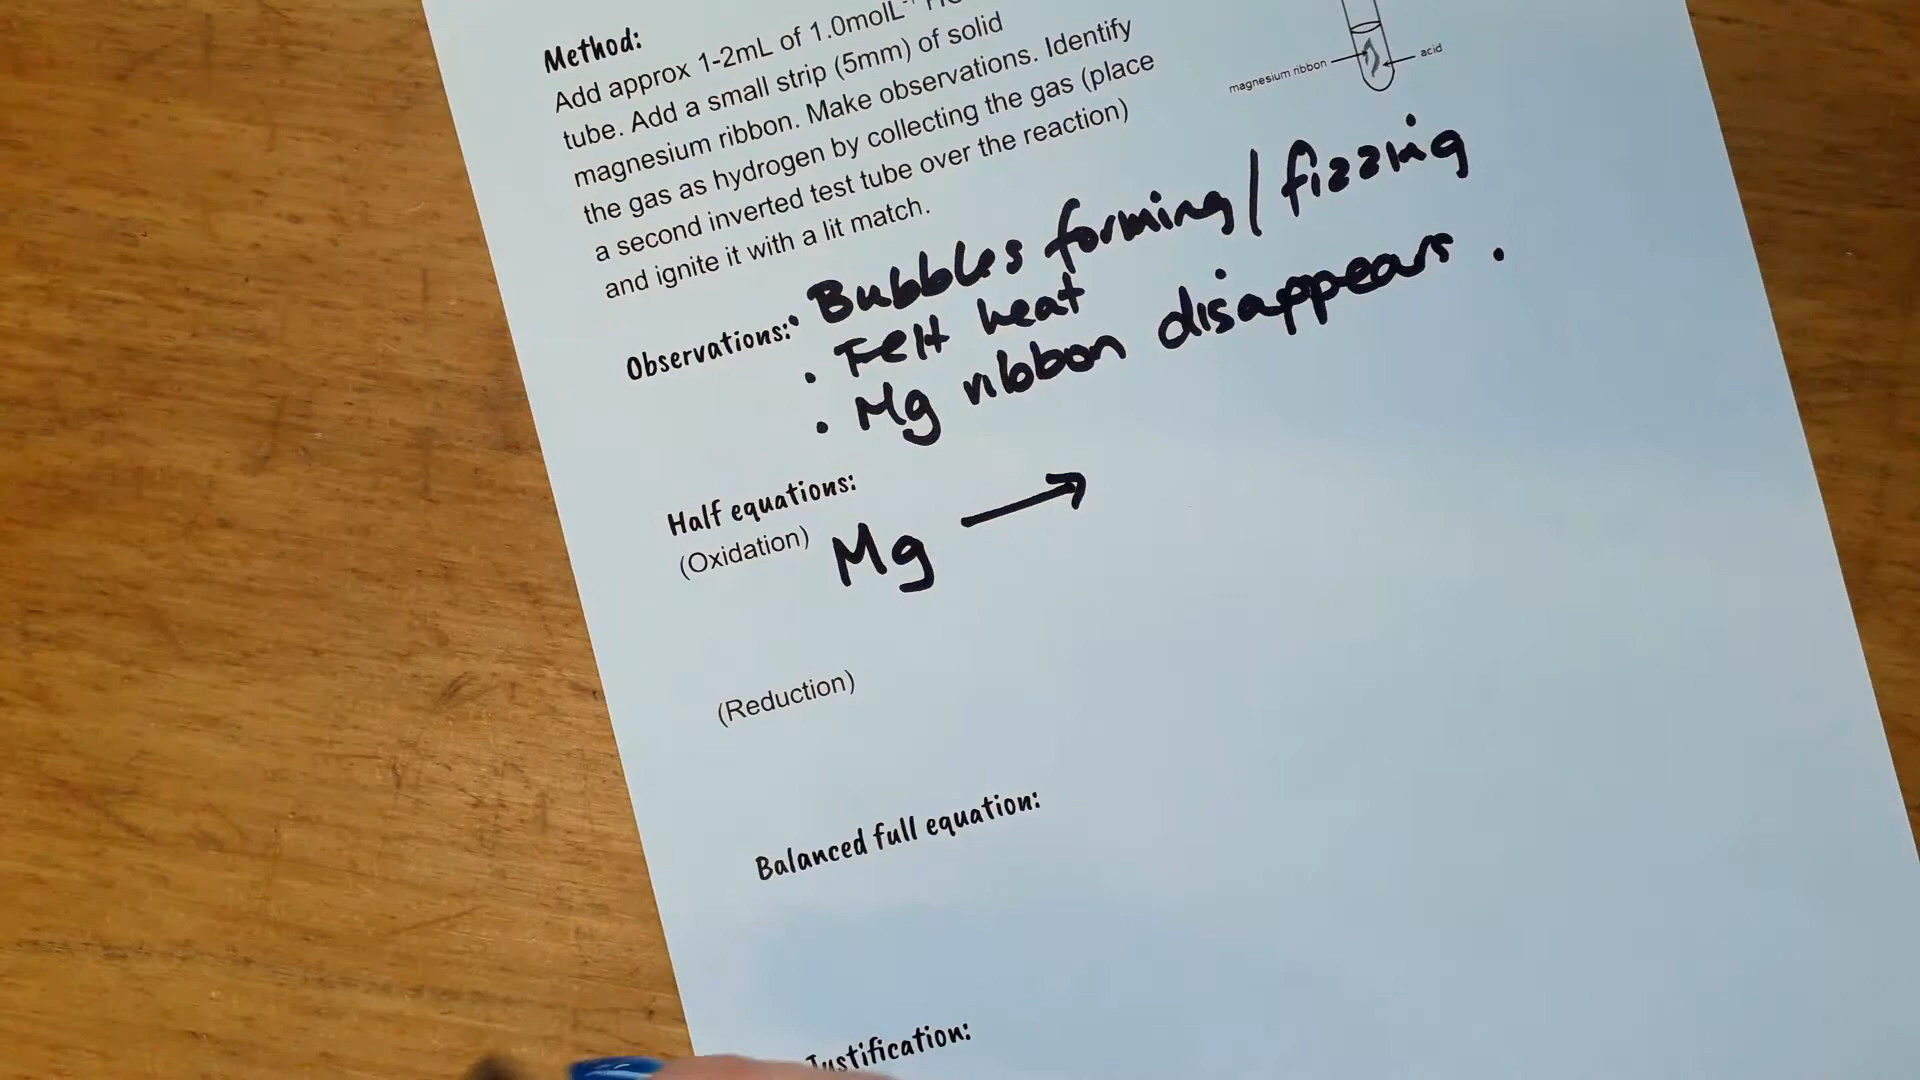 Method:
Add approx 1-2mL of 1.0molL⁻¹
tube. Add a small strip (5mm) of solid
magnesium ribbon. Make observations. Identify
the gas as hydrogen by collecting the gas (place
a second inverted test tube over the reaction)
and ignite it with a lit match.
magnesium ribbon
acid
Observations:
• Bubbles forming / fizzing
• Felt heat
• Mg ribbon disappears.
Half equations:
(Oxidation) Mg →
(Reduction)
Balanced full equation:
Justification: